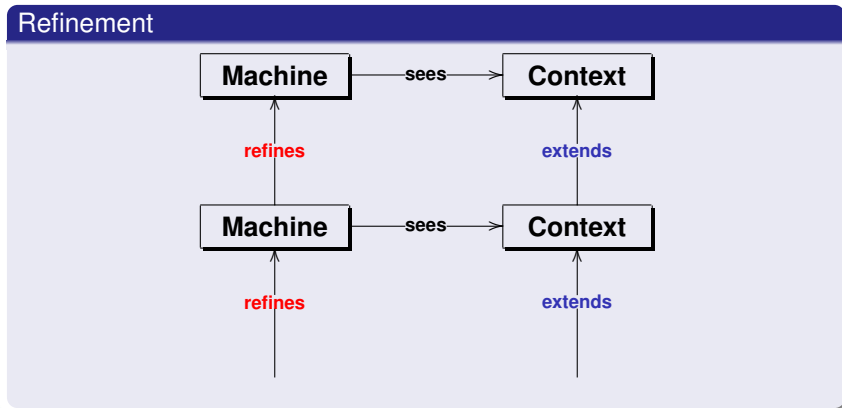 Refinement
Machine sees Context
refines extends
Machine sees Context
refines extends